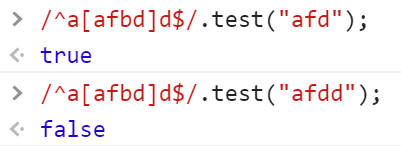 > /^a[afbd]d$/.test("afd");
< true
> /^a[afbd]d$/.test("afdd");
< false